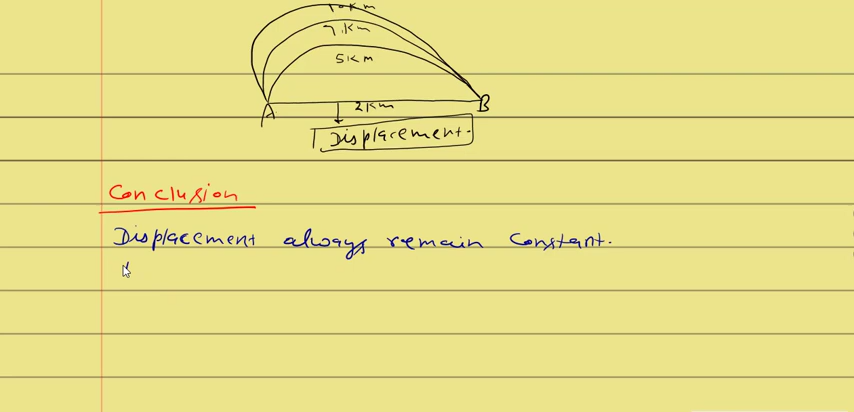 10km
7km
5km
A 2km B
Displacement.
Conclusion
Displacement always remain constant.